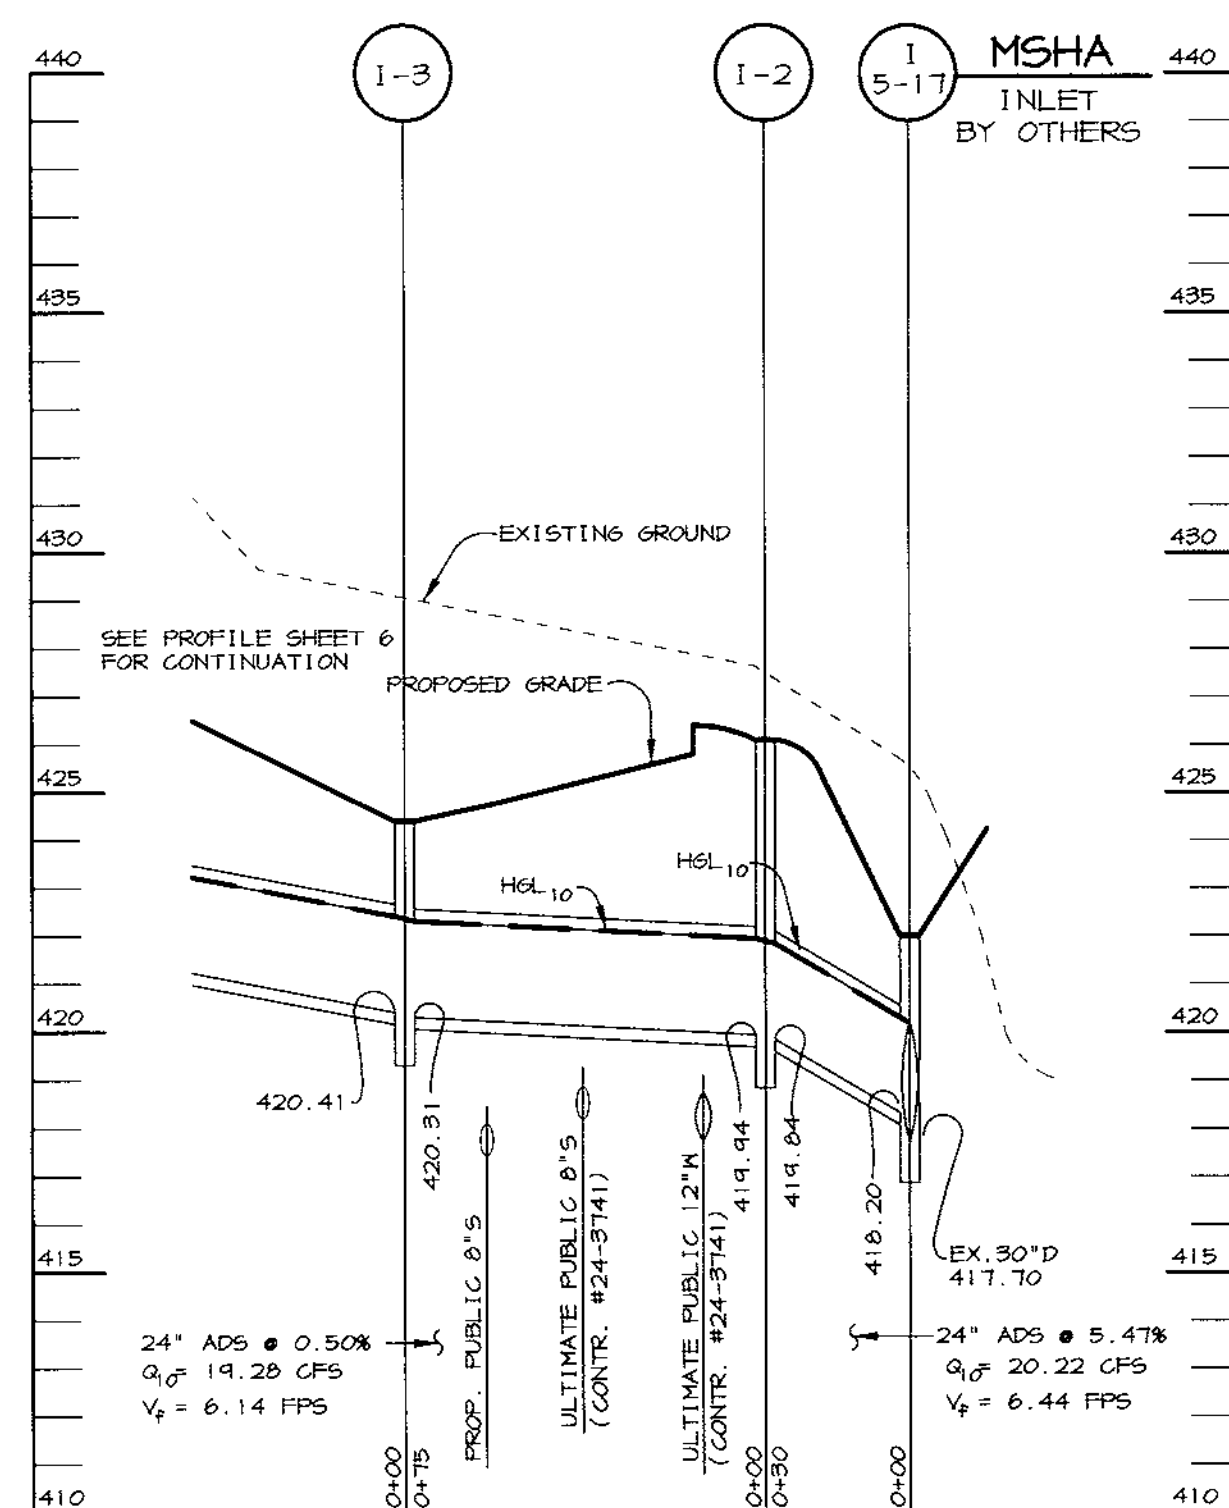 440
I-3
I-2
I
5-17
MSHA
INLET
BY OTHERS
440
435
435
EXISTING GROUND
430
430
SEE PROFILE SHEET 6
FOR CONTINUATION
PROPOSED GRADE
425
425
HGL10
HGL10
420
420
420.41
420.31
419.94
419.84
418.20
EX.30"D
417.70
PROP. PUBLIC 8"S
ULTIMATE PUBLIC 8"S
(CONTR. #24-3741)
ULTIMATE PUBLIC 12"W
(CONTR. #24-3741)
415
415
24" ADS @ 0.50%
Q10= 19.28 CFS
Vf = 6.14 FPS
24" ADS @ 5.47%
Q10= 20.22 CFS
Vf = 6.44 FPS
0+00
0+75
0+00
0+30
0+00
410
410